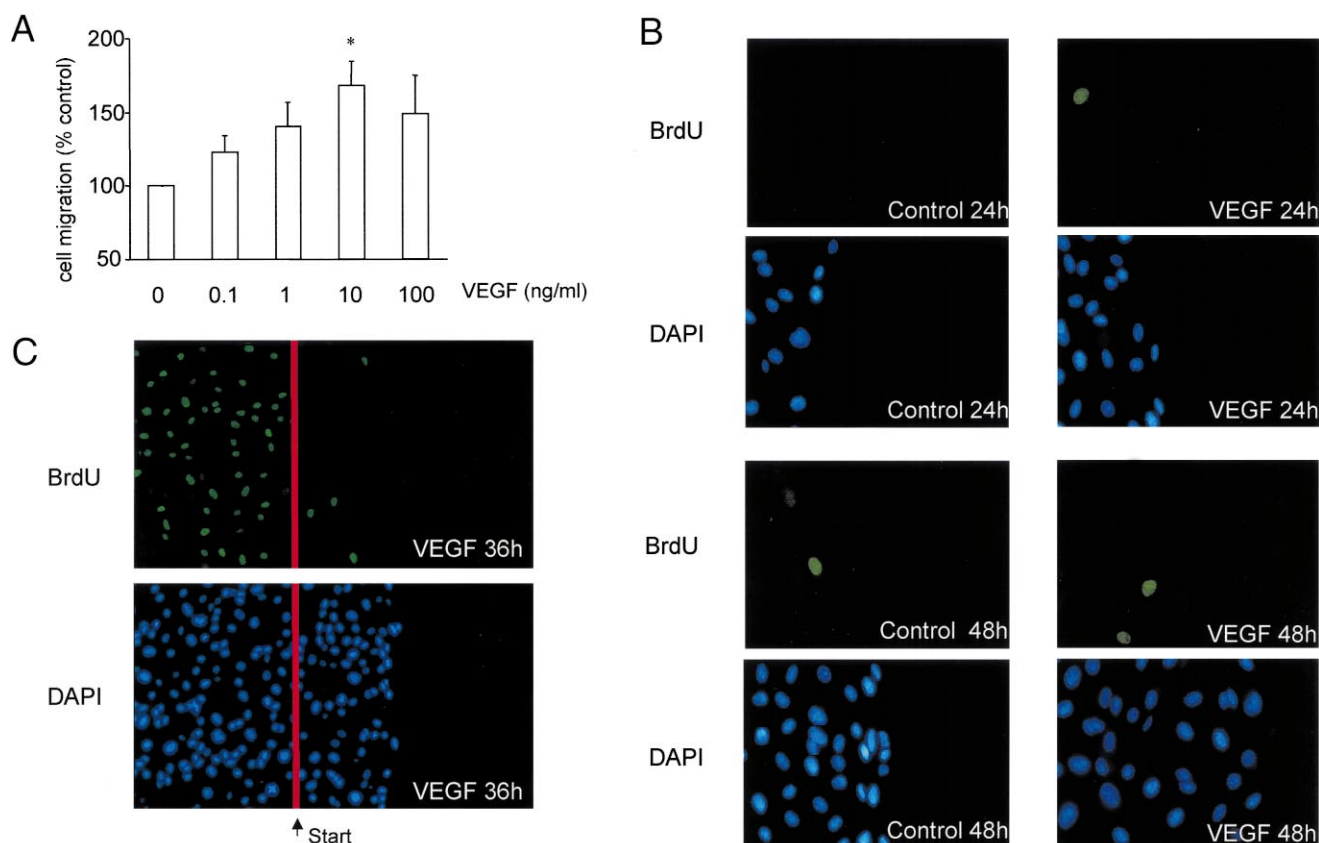 A
200
150
100
50
cell migration (% control)
*
0 0.1 1 10 100 VEGF (ng/ml)
B
BrdU
Control 24h
VEGF 24h
DAPI
Control 24h
VEGF 24h
BrdU
Control 48h
VEGF 48h
DAPI
Control 48h
VEGF 48h
C
BrdU
VEGF 36h
DAPI
VEGF 36h
Start